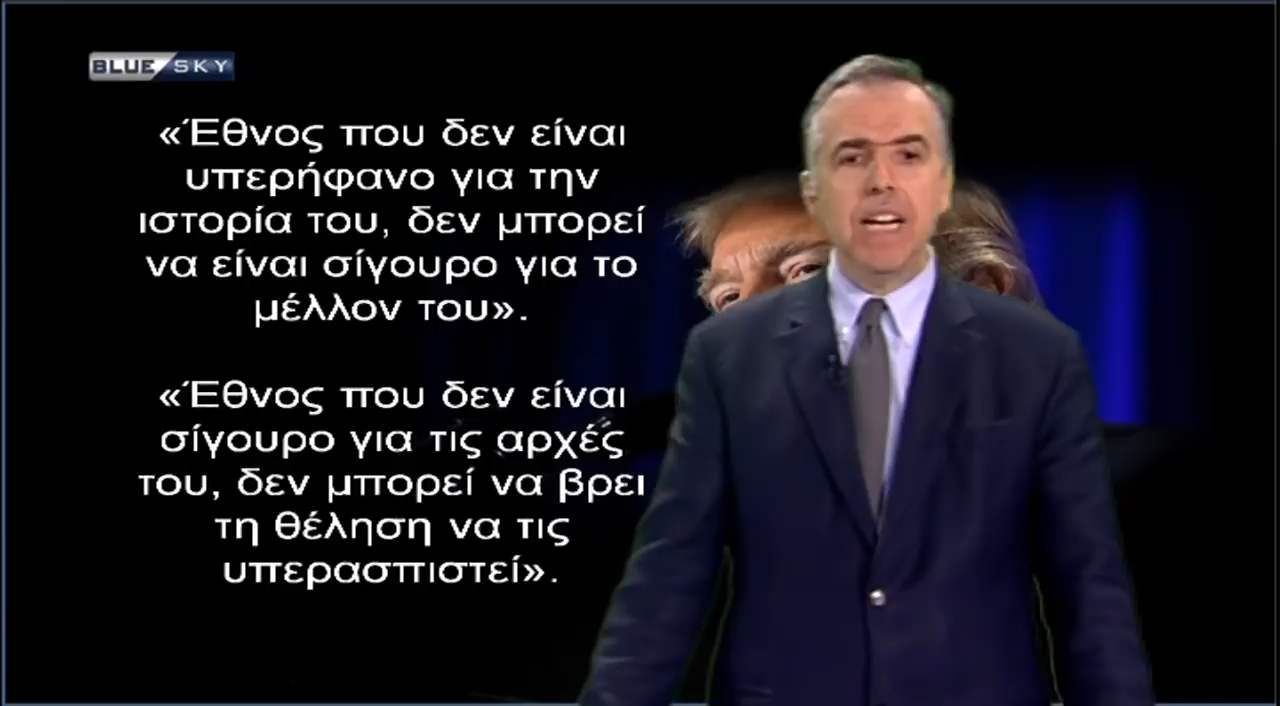 BLUE SKY
«Έθνος που δεν είναι
υπερήφανο για την
ιστορία του, δεν μπορεί
να είναι σίγουρο για το
μέλλον του».
«Έθνος που δεν είναι
σίγουρο για τις αρχές
του, δεν μπορεί να βρει
τη θέληση να τις
υπερασπιστεί».